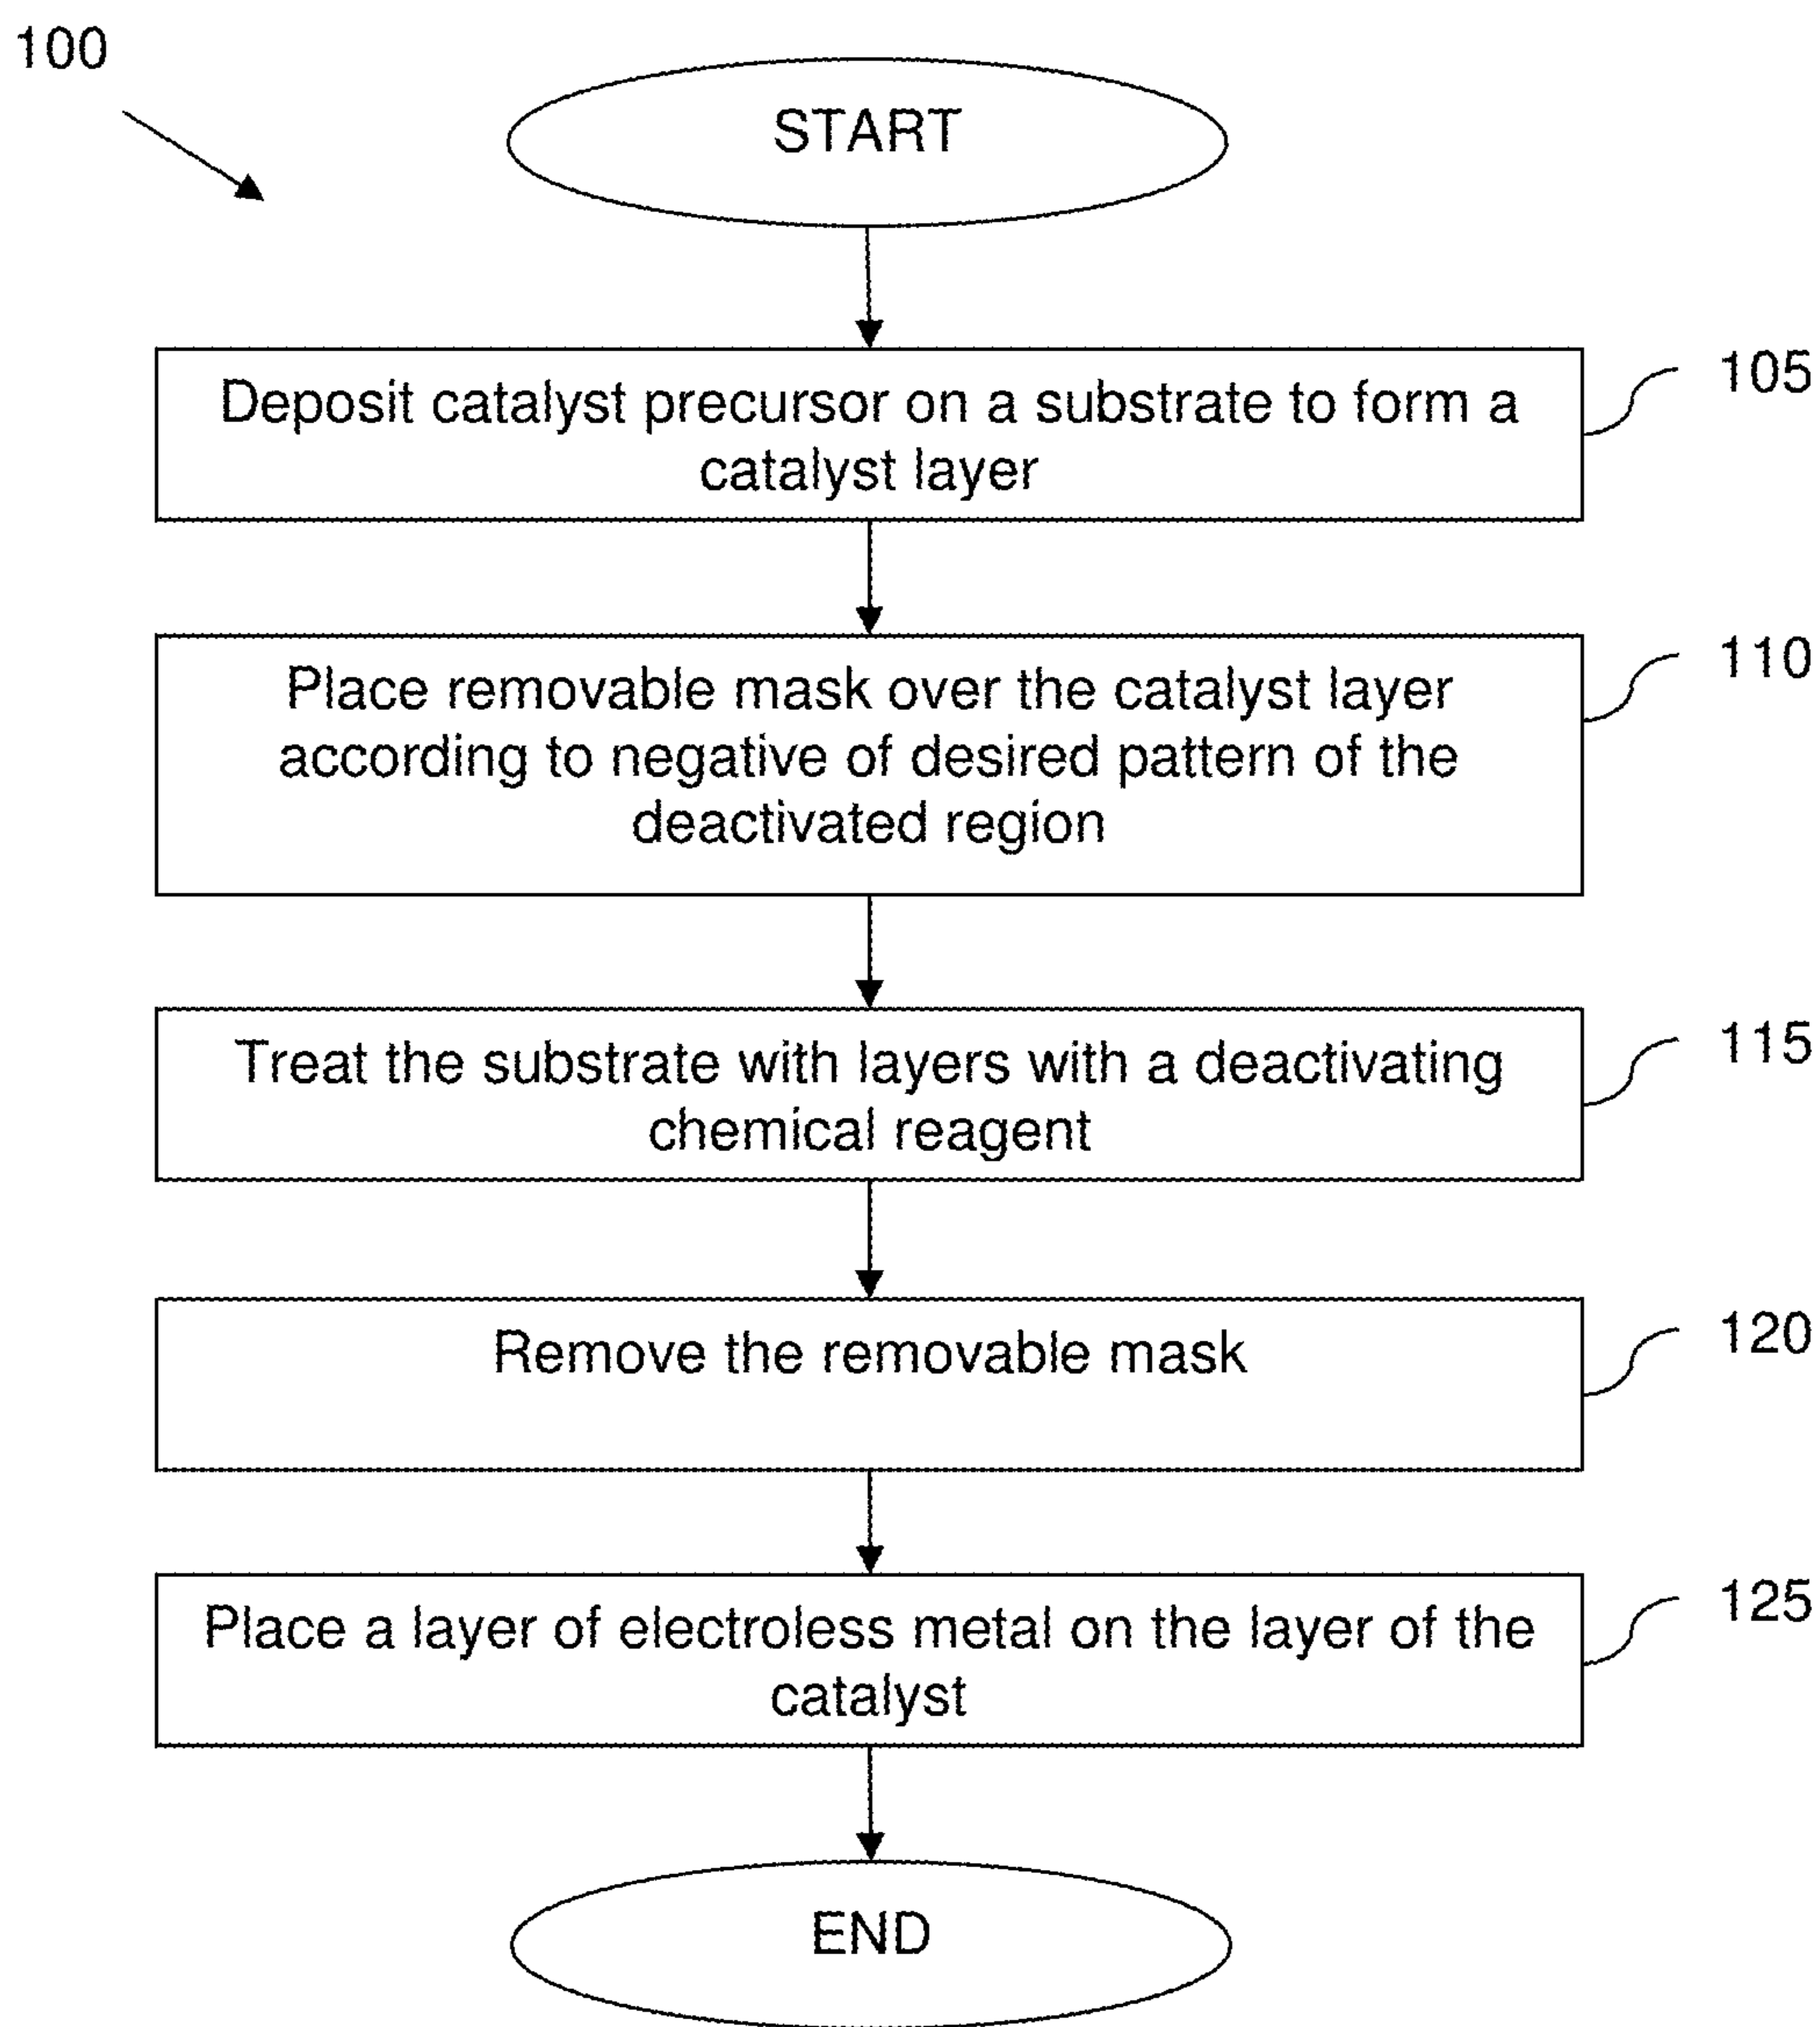 100
START
Deposit catalyst precursor on a substrate to form a
catalyst layer
105
Place removable mask over the catalyst layer
according to negative of desired pattern of the
deactivated region
110
Treat the substrate with layers with a deactivating
chemical reagent
115
Remove the removable mask
120
Place a layer of electroless metal on the layer of the
catalyst
125
END